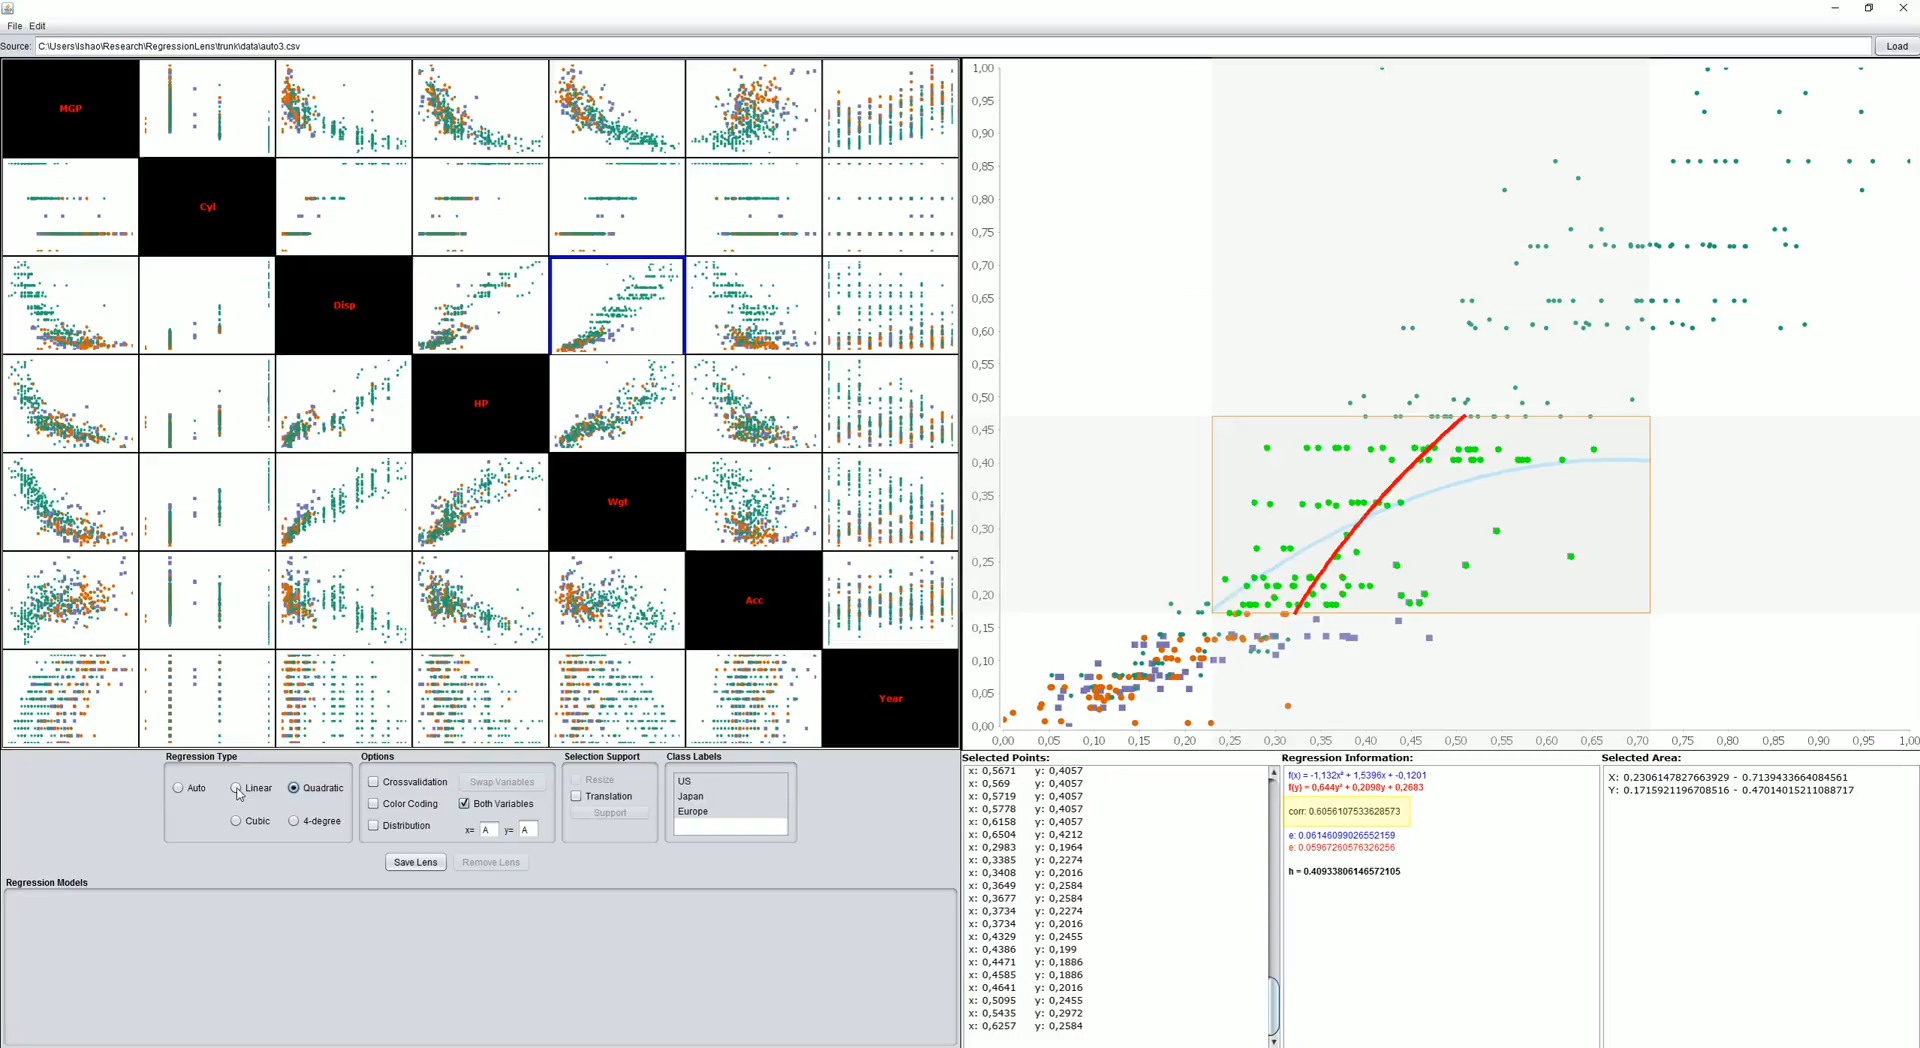 File Edit
Source: C:\Users\lshao\Research\RegressionLens\trunk\data\auto3.csv Load
MGP
Cyl
Disp
HP
Wgt
Acc
Year
1,00
0,95
0,90
0,85
0,80
0,75
0,70
0,65
0,60
0,55
0,50
0,45
0,40
0,35
0,30
0,25
0,20
0,15
0,10
0,05
0,00
0,00 0,05 0,10 0,15 0,20 0,25 0,30 0,35 0,40 0,45 0,50 0,55 0,60 0,65 0,70 0,75 0,80 0,85 0,90 0,95 1,00
Regression Type
Auto Linear Quadratic
Cubic 4-degree
Options
Crossvalidation Swap Variables
Color Coding Both Variables
Distribution x= A y= A
Selection Support
Resize
Translation
Support
Class Labels
US
Japan
Europe
Save Lens Remove Lens
Regression Models
Selected Points:
x: 0,5671 y: 0,4057
x: 0,569 y: 0,4057
x: 0,5719 y: 0,4057
x: 0,5778 y: 0,4057
x: 0,6158 y: 0,4057
x: 0,6504 y: 0,4212
x: 0,2983 y: 0,1964
x: 0,3385 y: 0,2274
x: 0,3408 y: 0,2016
x: 0,3649 y: 0,2584
x: 0,3677 y: 0,2584
x: 0,3734 y: 0,2274
x: 0,3734 y: 0,2016
x: 0,4329 y: 0,2455
x: 0,4386 y: 0,199
x: 0,4471 y: 0,1886
x: 0,4585 y: 0,1886
x: 0,4641 y: 0,2016
x: 0,5095 y: 0,2455
x: 0,5435 y: 0,2972
x: 0,6257 y: 0,2584
Regression Information:
f(x) = -1,132x² + 1,5396x + -0,1201
f(y) = 0,644y² + 0,2098y + 0,2683
corr: 0.6056107533628573
e: 0.06146099026552159
e: 0.05967260576326256
h = 0.40933806146572105
Selected Area:
X: 0.2306147827663929 - 0.7139433664084561
Y: 0.1715921196708516 - 0.47014015211088717